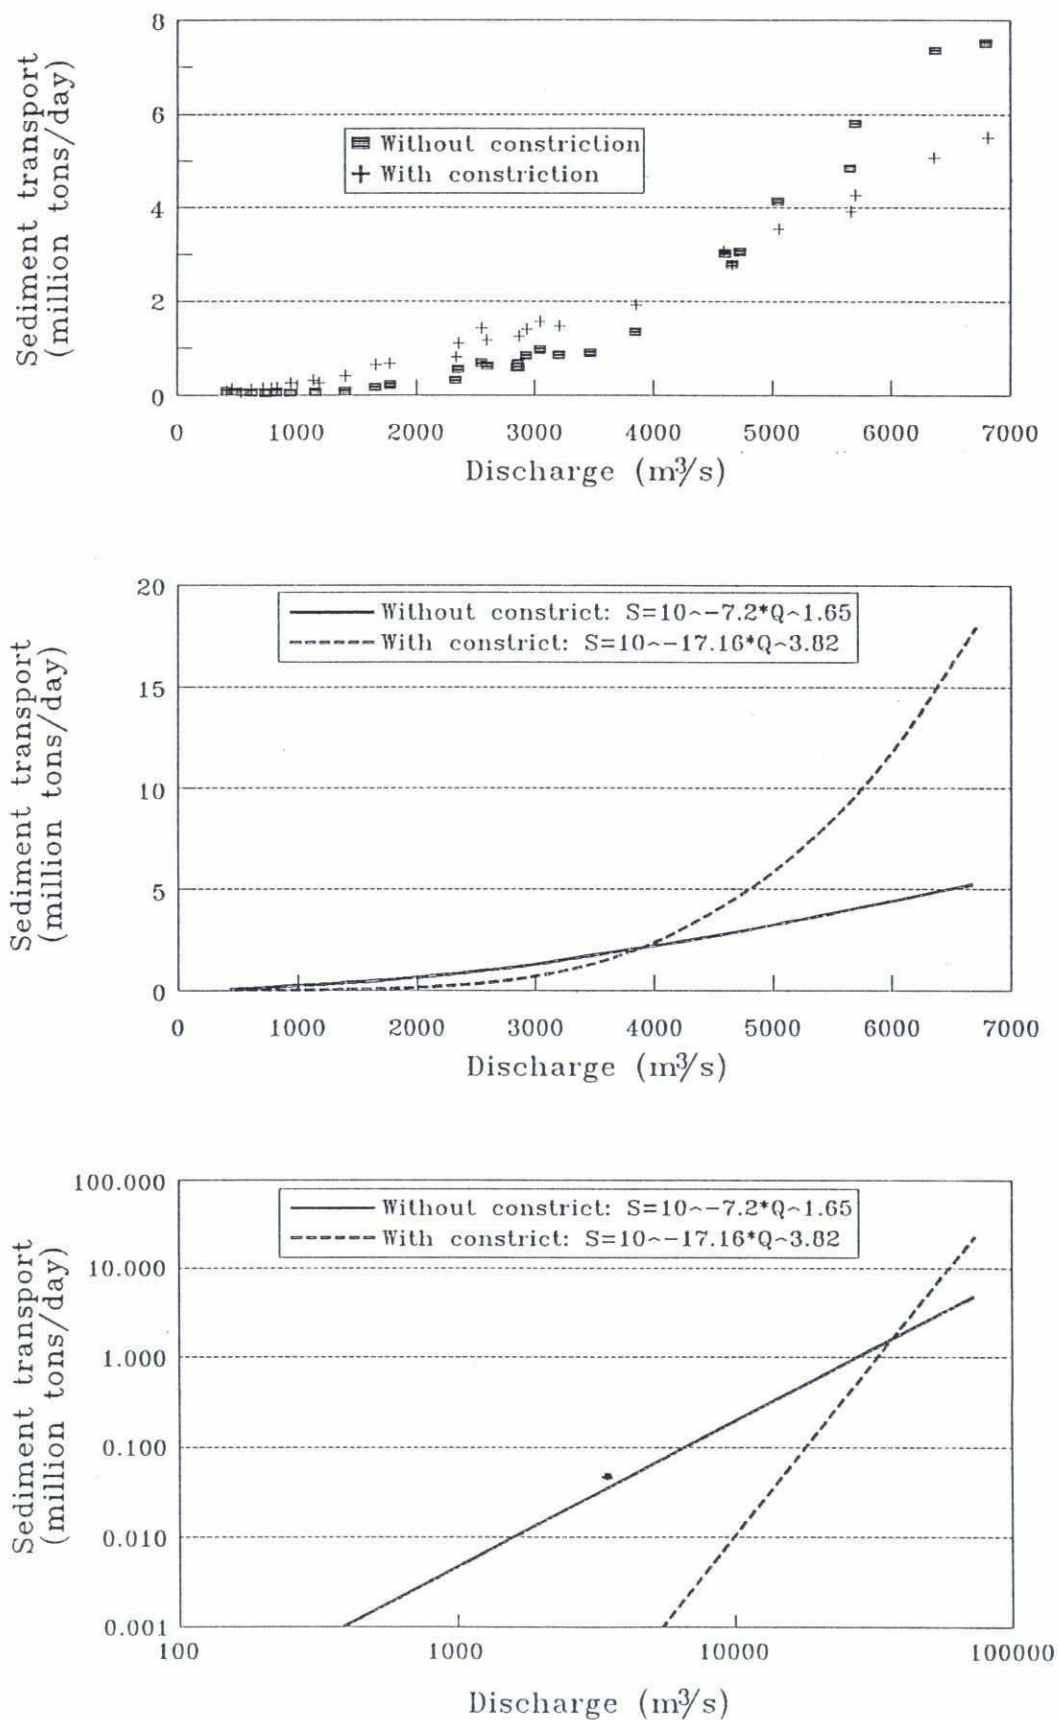 Sediment transport
(million tons/day)
8
6
4
2
0
Without constriction
With constriction
0 1000 2000 3000 4000 5000 6000 7000
Discharge (m³/s)
Sediment transport
(million tons/day)
20
15
10
5
0
Without constrict: S=10^-7.2*Q^1.65
With constrict: S=10^-17.16*Q^3.82
0 1000 2000 3000 4000 5000 6000 7000
Discharge (m³/s)
Sediment transport
(million tons/day)
100.000
10.000
1.000
0.100
0.010
0.001
Without constrict: S=10^-7.2*Q^1.65
With constrict: S=10^-17.16*Q^3.82
100 1000 10000 100000
Discharge (m³/s)